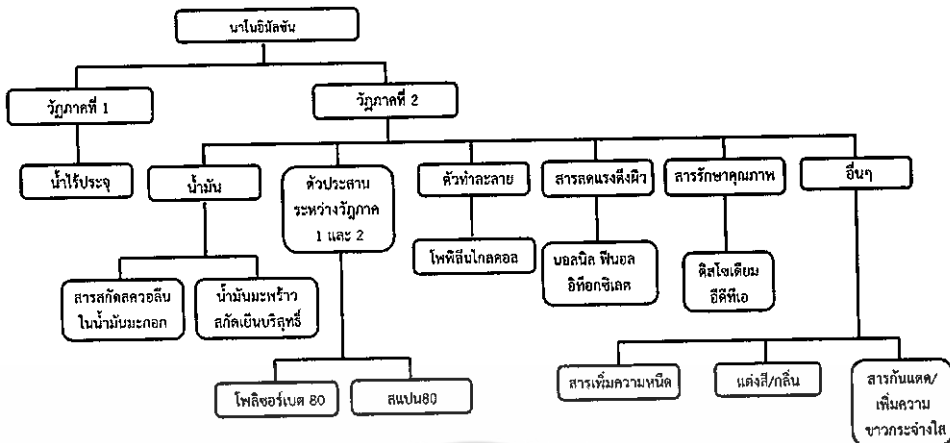 นาโนอิมัลชัน
วัฏภาคที่ 1
วัฏภาคที่ 2
น้ำไร้ประจุ
น้ำมัน
ตัวประสาน
ระหว่างวัฏภาค
1 และ 2
ตัวทำละลาย
สารลดแรงตึงผิว
สารรักษาคุณภาพ
อื่นๆ
สารสกัดสควอลีน
ในน้ำมันมะกอก
น้ำมันมะพร้าว
สกัดเย็นบริสุทธิ์
โพพิลีนไกลคอล
นอลนิล ฟีนอล
อิท็อกซิเลต
ดิสโซเดียม
อีดีทีเอ
โพลิซอร์เบต 80
สแปน80
สารเพิ่มความหนืด
แต่งสี/กลิ่น
สารกันแดด/
เพิ่มความ
ขาวกระจ่างใส